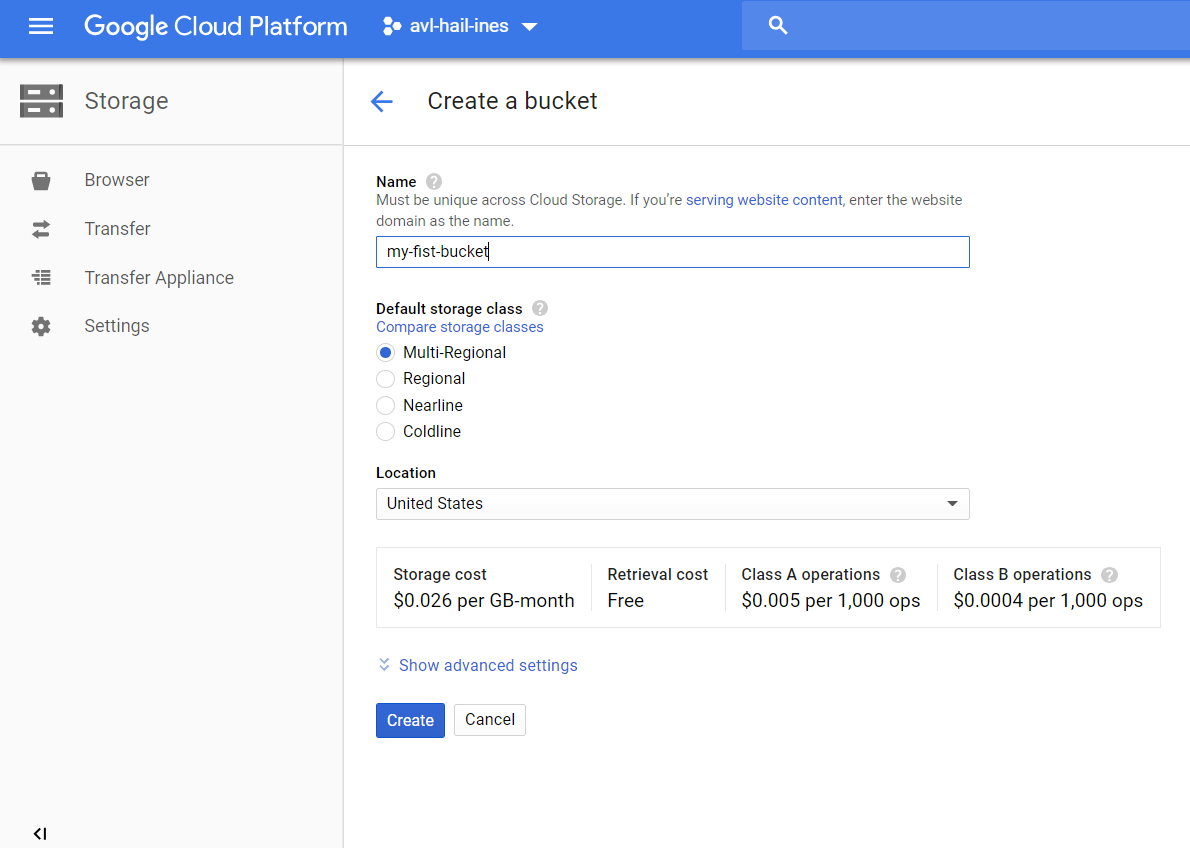 Google Cloud Platform
avl-hail-ines
Storage
Create a bucket
Browser
Transfer
Transfer Appliance
Settings
Name
Must be unique across Cloud Storage. If you're serving website content, enter the website
domain as the name.
my-fist-bucket
Default storage class
Compare storage classes
Multi-Regional
Regional
Nearline
Coldline
Location
United States
Storage cost
$0.026 per GB-month
Retrieval cost
Free
Class A operations
$0.005 per 1,000 ops
Class B operations
$0.0004 per 1,000 ops
Show advanced settings
Create
Cancel